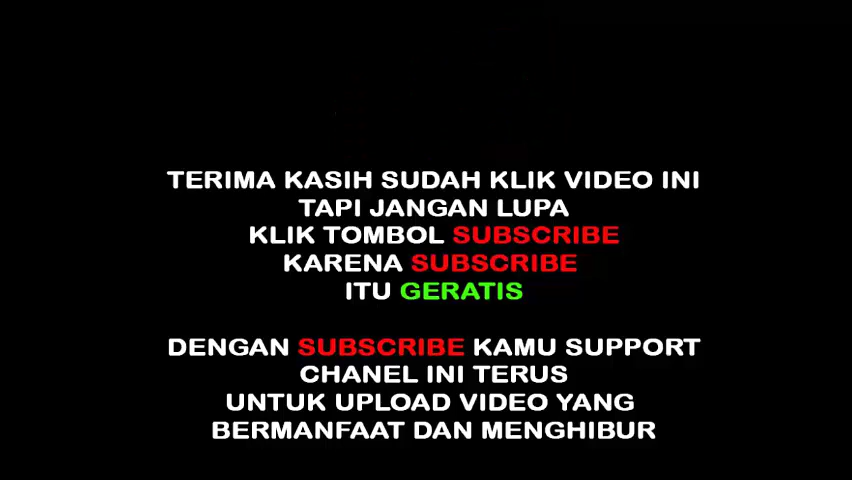 TERIMA KASIH SUDAH KLIK VIDEO INI
TAPI JANGAN LUPA
KLIK TOMBOL SUBSCRIBE
KARENA SUBSCRIBE
ITU GERATIS
DENGAN SUBSCRIBE KAMU SUPPORT
CHANEL INI TERUS
UNTUK UPLOAD VIDEO YANG
BERMANFAAT DAN MENGHIBUR